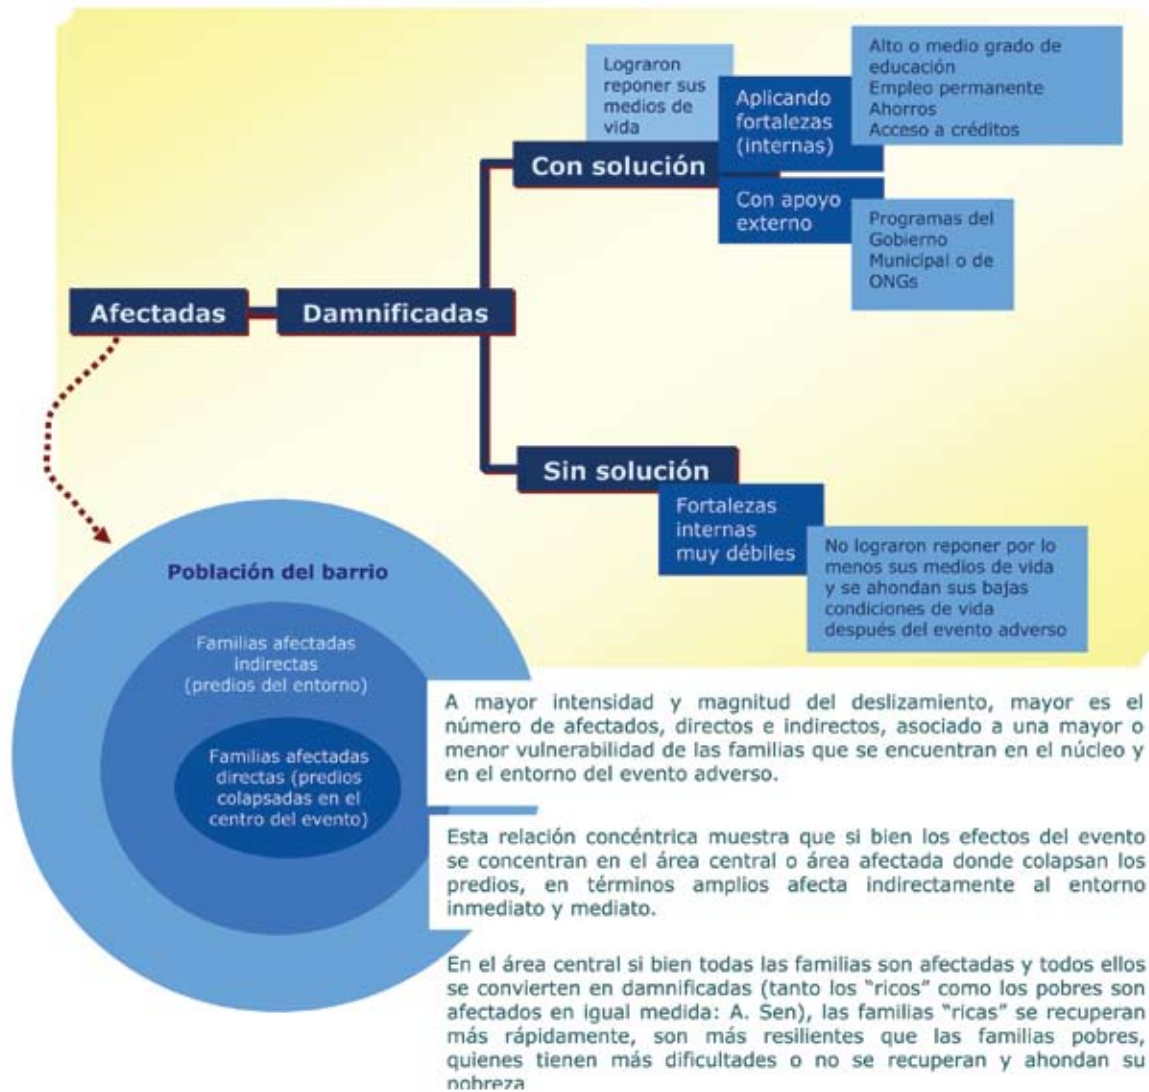 Lograron
reponer sus
medios de
vida
Aplicando
fortalezas
(internas)
Alto o medio grado de
educación
Empleo permanente
Ahorros
Acceso a créditos
Con solución
Con apoyo
externo
Programas del
Gobierno
Municipal o de
ONGs
Afectadas
Damnificadas
Sin solución
Fortalezas
internas
muy débiles
No lograron reponer por lo
menos sus medios de vida
y se ahondan sus bajas
condiciones de vida
después del evento adverso
Población del barrio
Familias afectadas
indirectas
(predios del entorno)
Familias afectadas
directas (predios
colapsadas en el
centro del evento)
A mayor intensidad y magnitud del deslizamiento, mayor es el
número de afectados, directos e indirectos, asociado a una mayor o
menor vulnerabilidad de las familias que se encuentran en el núcleo y
en el entorno del evento adverso.
Esta relación concéntrica muestra que si bien los efectos del evento
se concentran en el área central o área afectada donde colapsan los
predios, en términos amplios afecta indirectamente al entorno
inmediato y mediato.
En el área central si bien todas las familias son afectadas y todos ellos
se convierten en damnificadas (tanto los "ricos" como los pobres son
afectados en igual medida: A. Sen), las familias "ricas" se recuperan
más rápidamente, son más resilientes que las familias pobres,
quienes tienen más dificultades o no se recuperan y ahondan su
pobreza